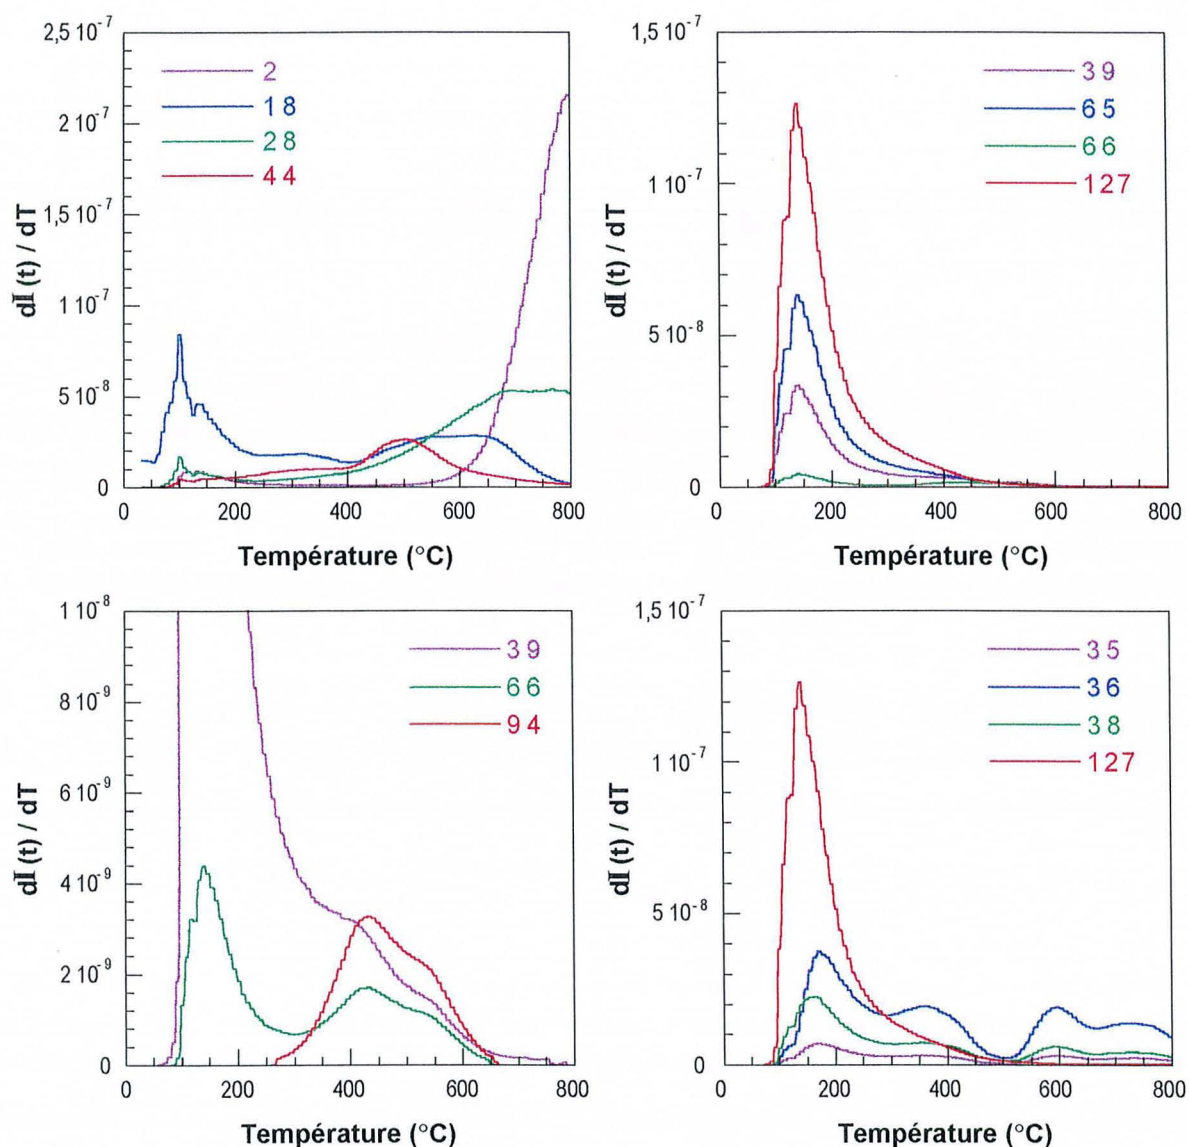 2,5 10⁻⁷
2 10⁻⁷
1,5 10⁻⁷
1 10⁻⁷
5 10⁻⁸
0
dI (t) / dT
2
18
28
44
0 200 400 600 800
Température (°C)
1,5 10⁻⁷
1 10⁻⁷
5 10⁻⁸
0
dI (t) / dT
39
65
66
127
0 200 400 600 800
Température (°C)
1 10⁻⁸
8 10⁻⁹
6 10⁻⁹
4 10⁻⁹
2 10⁻⁹
0
dI (t) / dT
39
66
94
0 200 400 600 800
Température (°C)
1,5 10⁻⁷
1 10⁻⁷
5 10⁻⁸
0
dI (t) / dT
35
36
38
127
0 200 400 600 800
Température (°C)